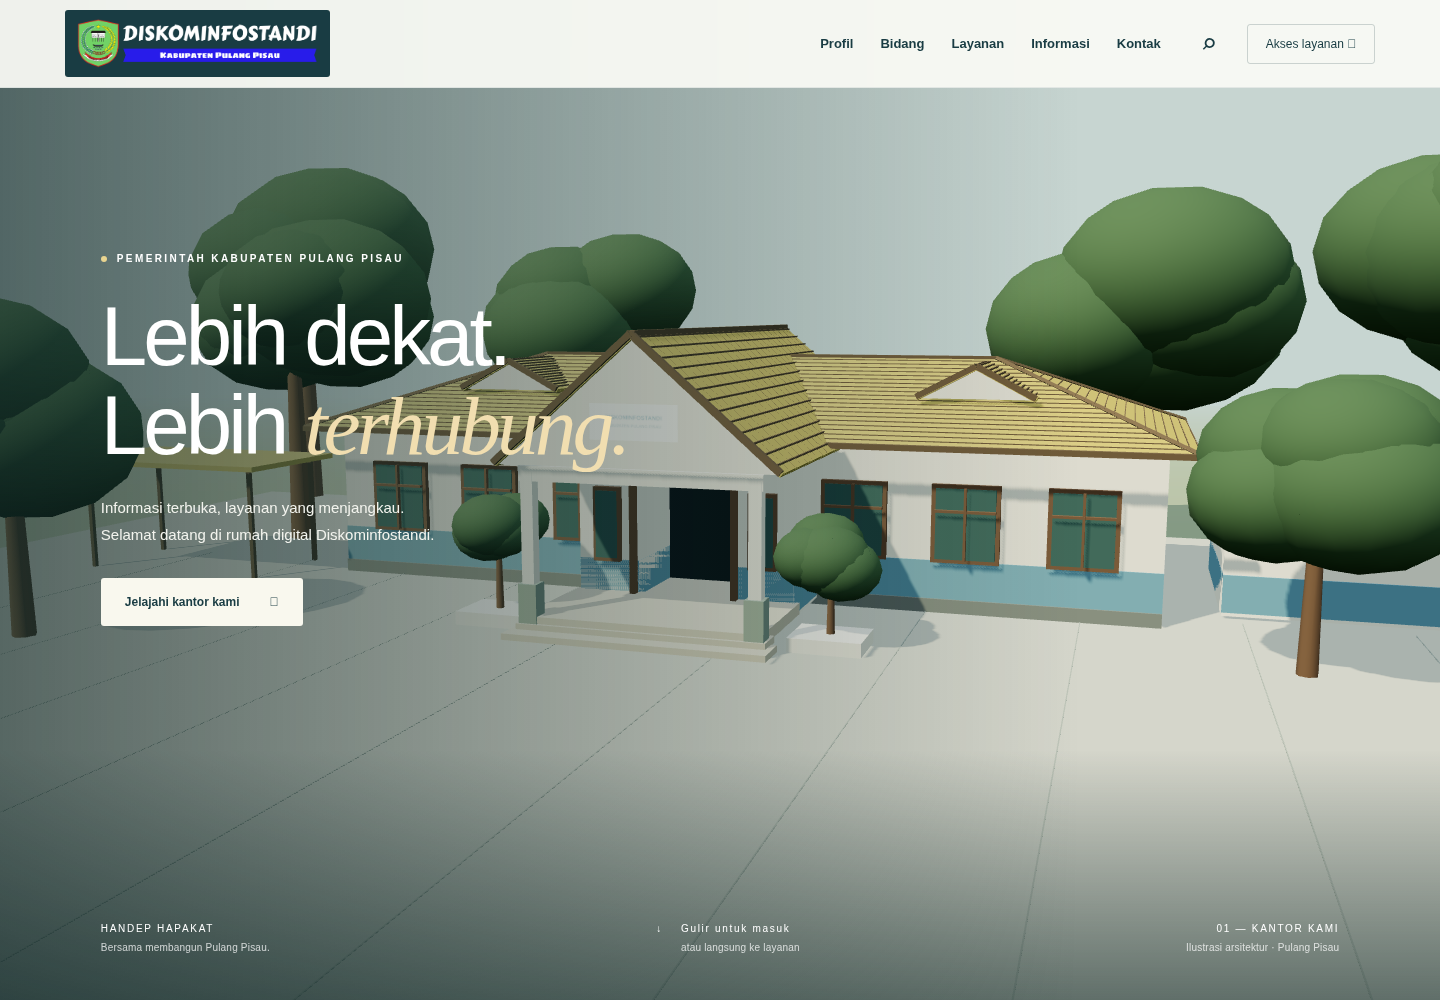 DISKOMINFOSTANDI
Kabupaten Pulang Pisau
Profil Bidang Layanan Informasi Kontak
Akses layanan
PEMERINTAH KABUPATEN PULANG PISAU
Lebih dekat.
Lebih terhubung.
Informasi terbuka, layanan yang menjangkau.
Selamat datang di rumah digital Diskominfostandi.
Jelajahi kantor kami
HANDEP HAPAKAT
Bersama membangun Pulang Pisau.
↓ Gulir untuk masuk
atau langsung ke layanan
01 — KANTOR KAMI
Ilustrasi arsitektur · Pulang Pisau